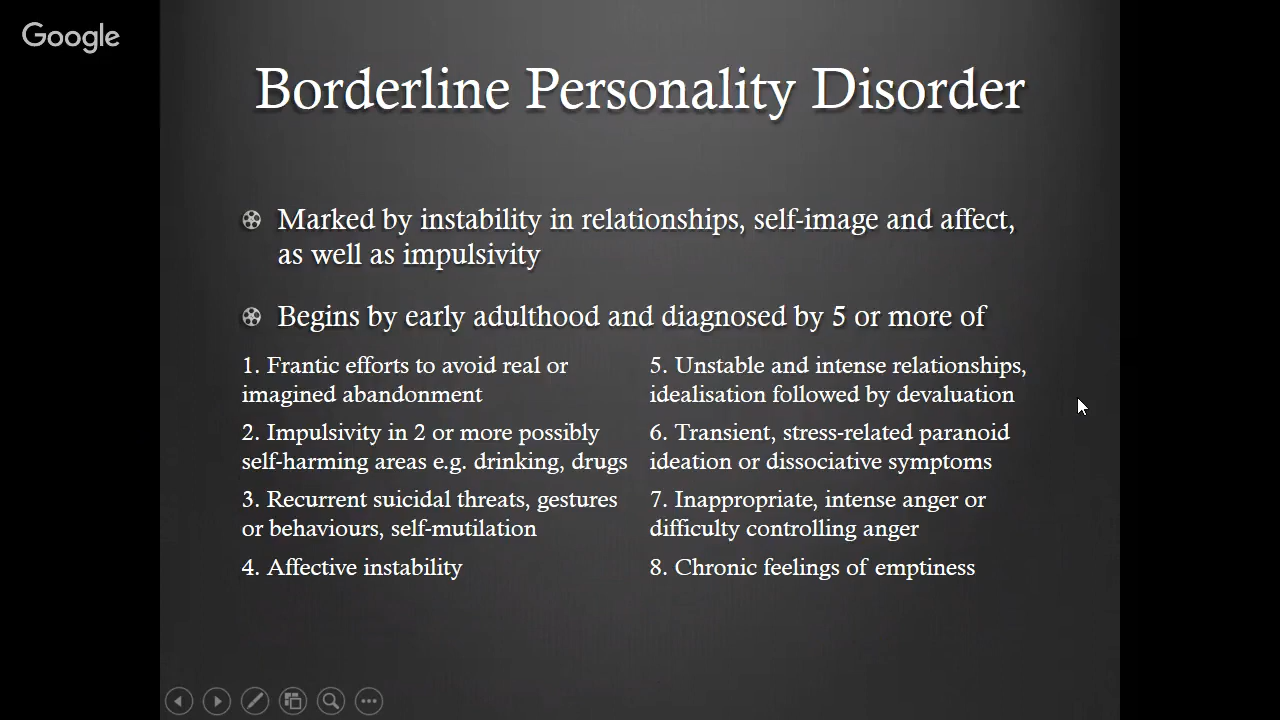 Google
Borderline Personality Disorder
Marked by instability in relationships, self-image and affect,
as well as impulsivity
Begins by early adulthood and diagnosed by 5 or more of
1. Frantic efforts to avoid real or
imagined abandonment
2. Impulsivity in 2 or more possibly
self-harming areas e.g. drinking, drugs
3. Recurrent suicidal threats, gestures
or behaviours, self-mutilation
4. Affective instability
5. Unstable and intense relationships,
idealisation followed by devaluation
6. Transient, stress-related paranoid
ideation or dissociative symptoms
7. Inappropriate, intense anger or
difficulty controlling anger
8. Chronic feelings of emptiness